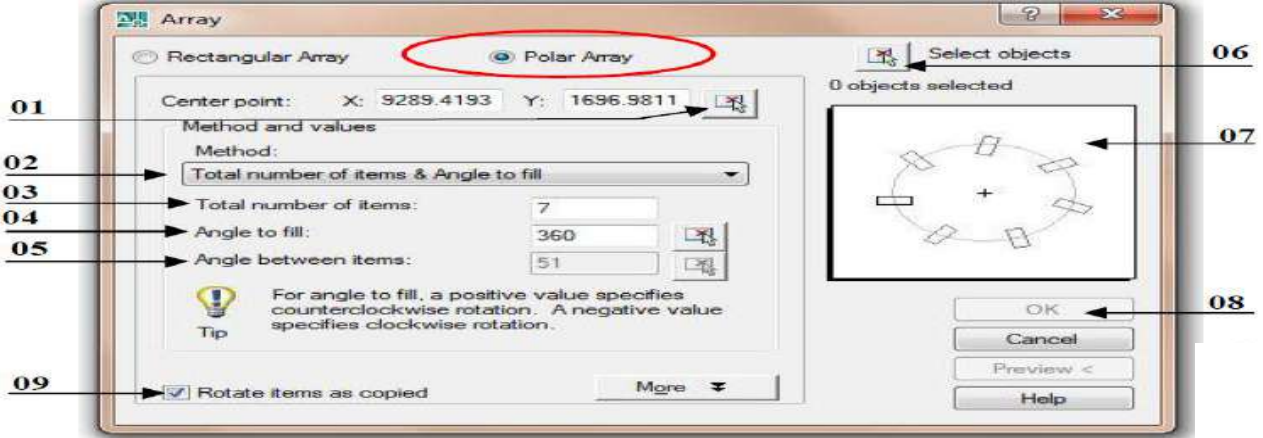 Array
Rectangular Array
Polar Array
Select objects
06
0 objects selected
01
Center point: X: 9289.4193 Y: 1696.9811
Method and values
07
Method:
02
Total number of items & Angle to fill
03
Total number of items: 7
04
Angle to fill: 360
05
Angle between items: 51
For angle to fill, a positive value specifies
counterclockwise rotation. A negative value
specifies clockwise rotation.
Tip
OK
08
Cancel
Preview <
09
Rotate items as copied
More
Help